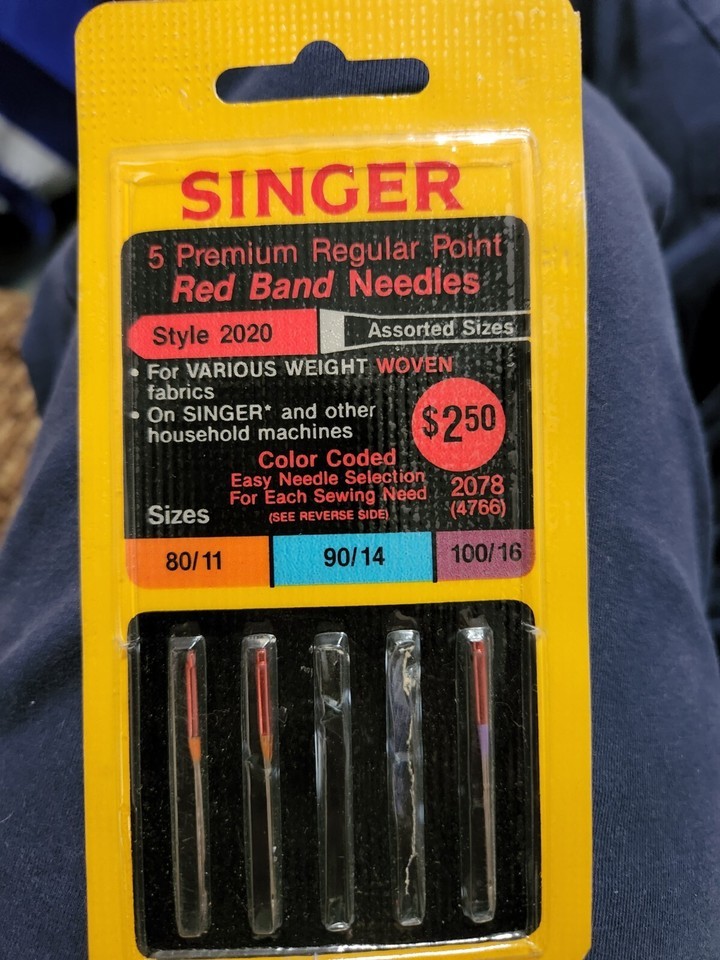 SINGER
5 Premium Regular Point
Red Band Needles
Style 2020
Assorted Sizes
• For VARIOUS WEIGHT WOVEN
fabrics
• On SINGER* and other
household machines
$2.50
Color Coded
Easy Needle Selection
For Each Sewing Need
(SEE REVERSE SIDE)
2078
(4766)
Sizes
80/11
90/14
100/16